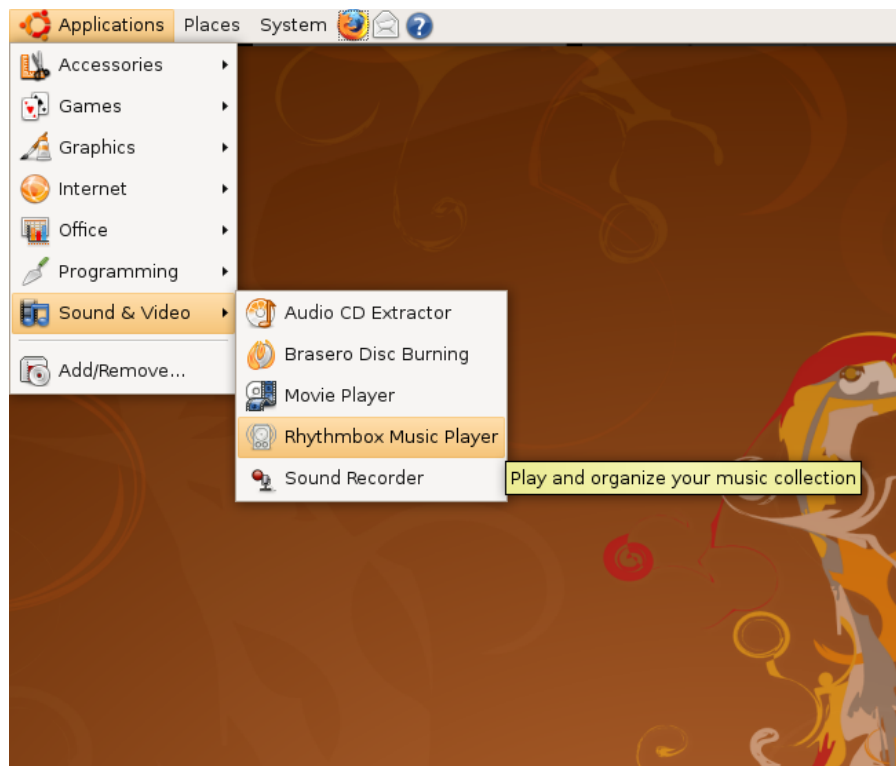 Applications Places System
Accessories
Games
Graphics
Internet
Office
Programming
Sound & Video
Add/Remove...
Audio CD Extractor
Brasero Disc Burning
Movie Player
Rhythmbox Music Player
Sound Recorder
Play and organize your music collection